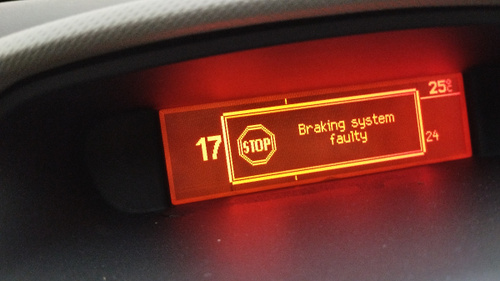 25°C
17
STOP
Braking system
faulty
24